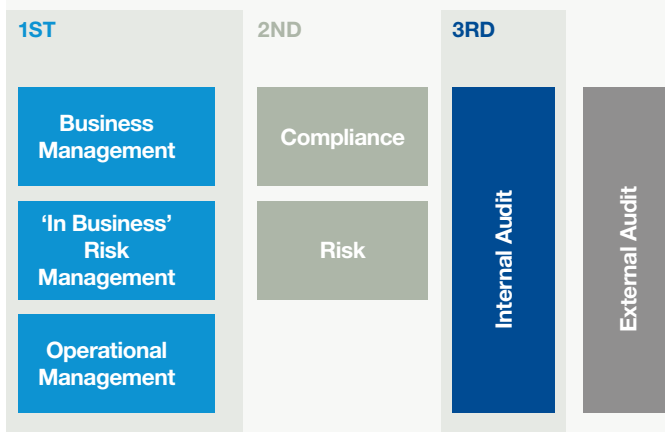 1ST
2ND
3RD
Business
Management
‘In Business’
Risk
Management
Operational
Management
Compliance
Risk
Internal Audit
External Audit